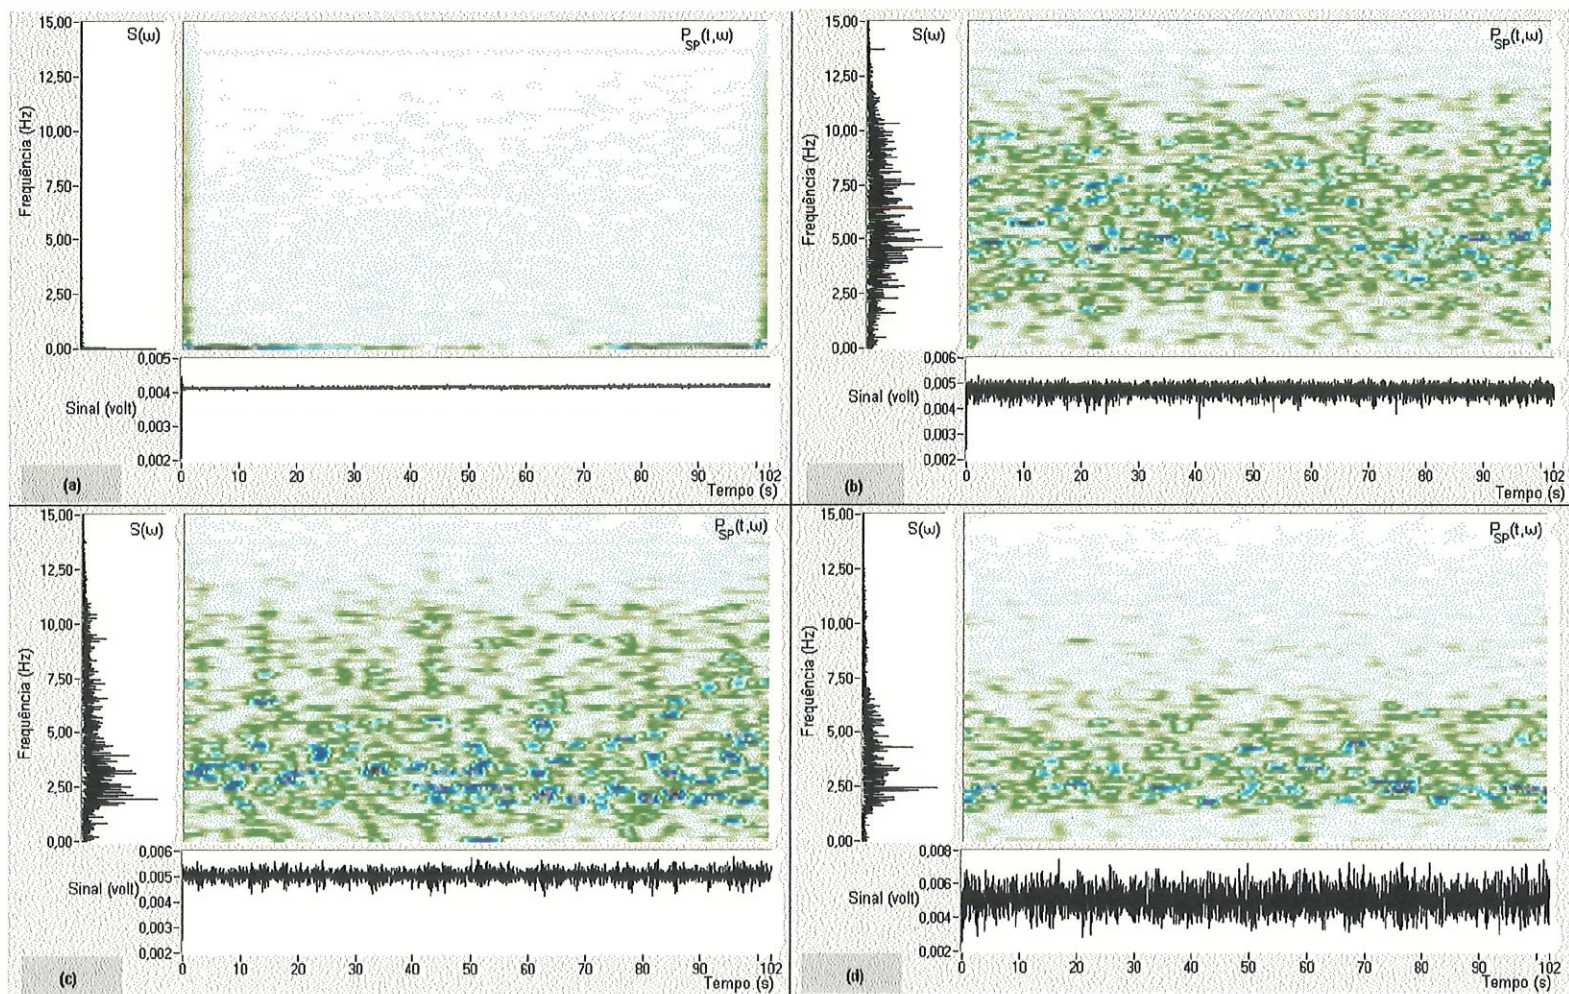 15,00
S(ω)
P_SP(t,ω)
12,50
10,00
Frequência (Hz)
7,50
5,00
2,50
0,00
0,005
0,004
Sinal (volt)
0,003
0,002
0 10 20 30 40 50 60 70 80 90 102
(a)
Tempo (s)
15,00
S(ω)
P_SP(t,ω)
12,50
10,00
Frequência (Hz)
7,50
5,00
2,50
0,00
0,006
0,005
Sinal (volt)
0,004
0,003
0,002
0 10 20 30 40 50 60 70 80 90 102
(b)
Tempo (s)
15,00
S(ω)
P_SP(t,ω)
12,50
10,00
Frequência (Hz)
7,50
5,00
2,50
0,00
0,006
0,005
Sinal (volt)
0,004
0,002
0 10 20 30 40 50 60 70 80 90 102
(c)
Tempo (s)
15,00
S(ω)
P_SP(t,ω)
12,50
10,00
Frequência (Hz)
7,50
5,00
2,50
0,00
0,008
0,006
Sinal (volt)
0,004
0,002
0 10 20 30 40 50 60 70 80 90 102
(d)
Tempo (s)